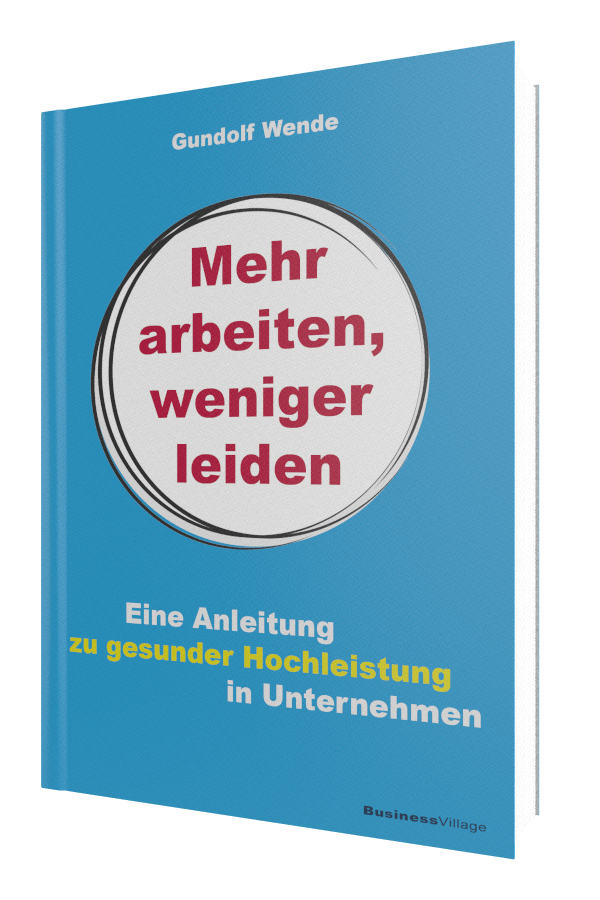 Gundolf Wende
Mehr
arbeiten,
weniger
leiden
Eine Anleitung
zu gesunder Hochleistung
in Unternehmen
BusinessVillage